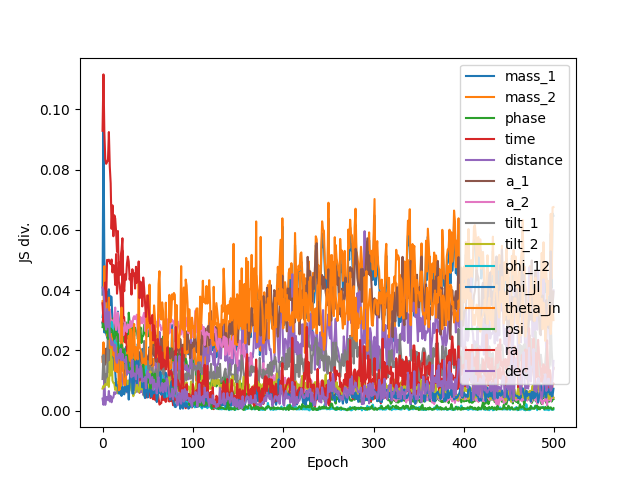 JS div.
0.10
0.08
0.06
0.04
0.02
0.00
0
100
200
300
400
500
Epoch
mass_1
mass_2
phase
time
distance
a_1
a_2
tilt_1
tilt_2
phi_12
phi_jl
theta_jn
psi
ra
dec